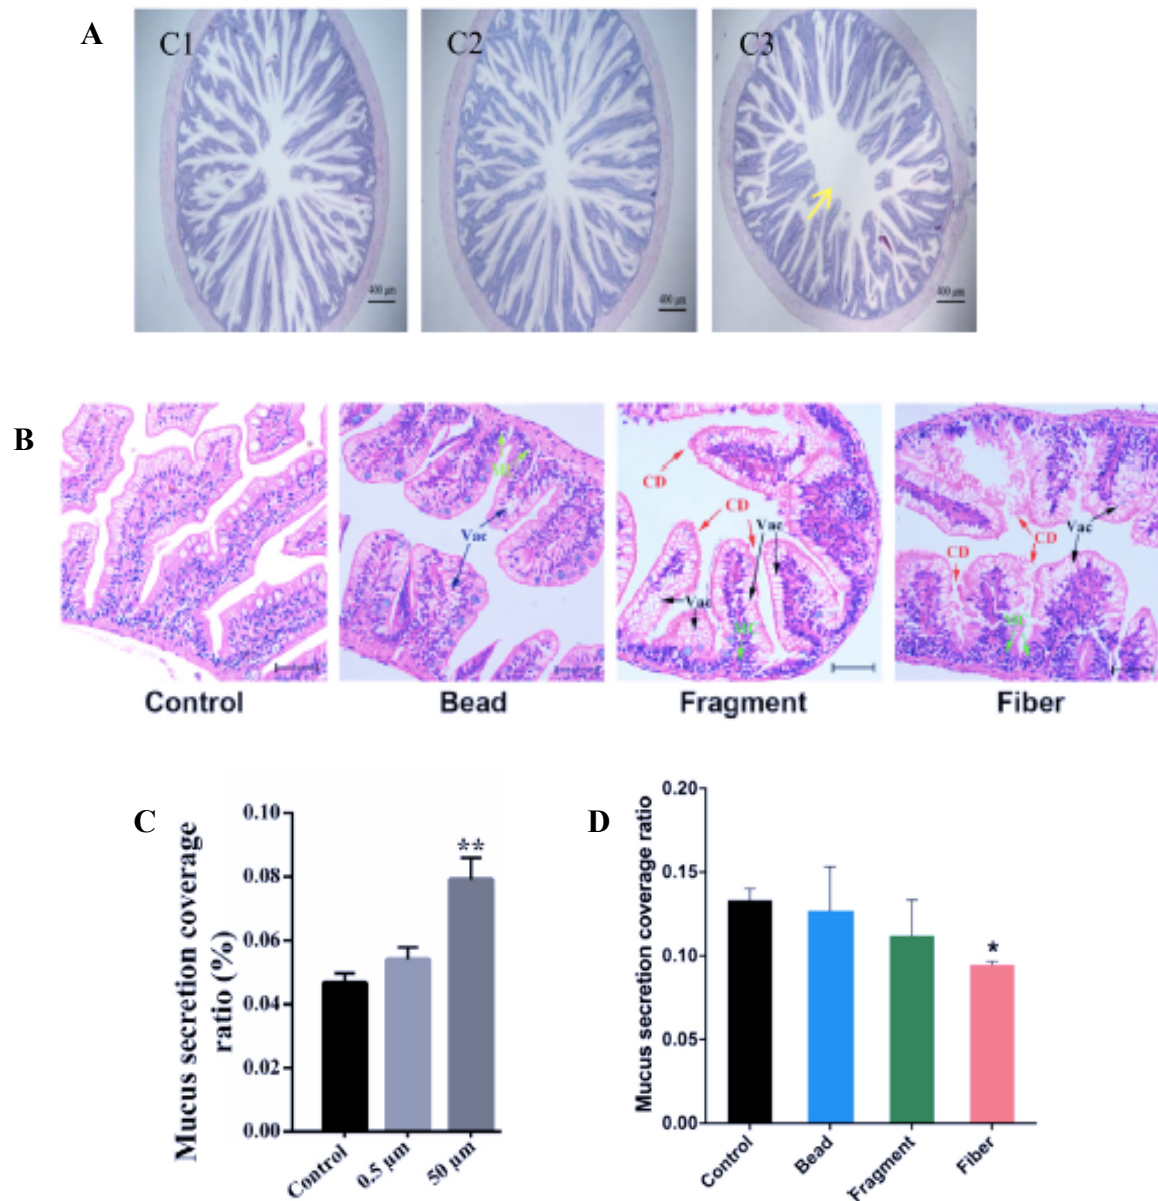 A
C1
C2
C3
400 µm
400 µm
400 µm
B
MC
Vac
CD
CD
Vac
Vac
MC
CD
CD
Vac
MC
Control
Bead
Fragment
Fiber
C
Mucus secretion coverage
ratio (%)
0.10
0.08
0.06
0.04
0.02
0.00
**
Control
0.5 µm
50 µm
D
Mucus secretion coverage ratio
0.20
0.15
0.10
0.05
0.00
*
Control
Bead
Fragment
Fiber